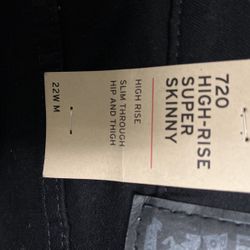 720
HIGH-RISE
SUPER
SKINNY
HIGH RISE
SLIM THROUGH
HIP AND THIGH
22W M